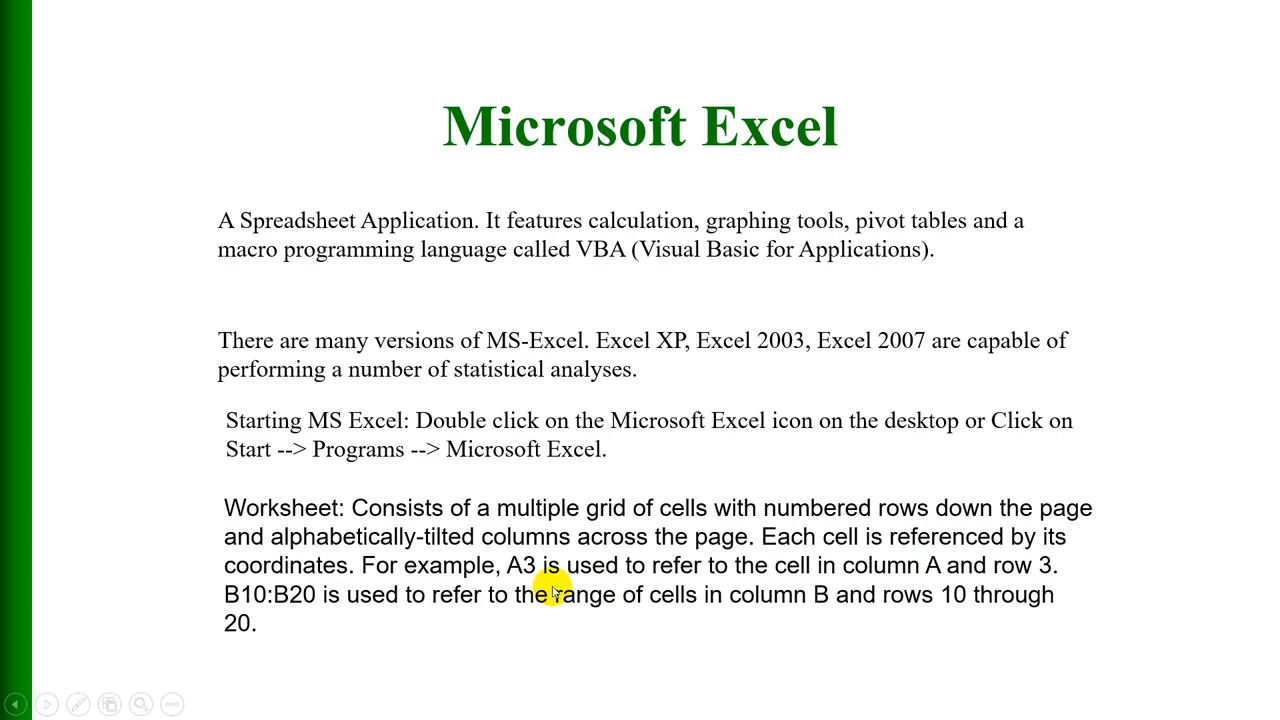 Microsoft Excel
A Spreadsheet Application. It features calculation, graphing tools, pivot tables and a
macro programming language called VBA (Visual Basic for Applications).
There are many versions of MS-Excel. Excel XP, Excel 2003, Excel 2007 are capable of
performing a number of statistical analyses.
Starting MS Excel: Double click on the Microsoft Excel icon on the desktop or Click on
Start --> Programs --> Microsoft Excel.
Worksheet: Consists of a multiple grid of cells with numbered rows down the page
and alphabetically-tilted columns across the page. Each cell is referenced by its
coordinates. For example, A3 is used to refer to the cell in column A and row 3.
B10:B20 is used to refer to the range of cells in column B and rows 10 through
20.